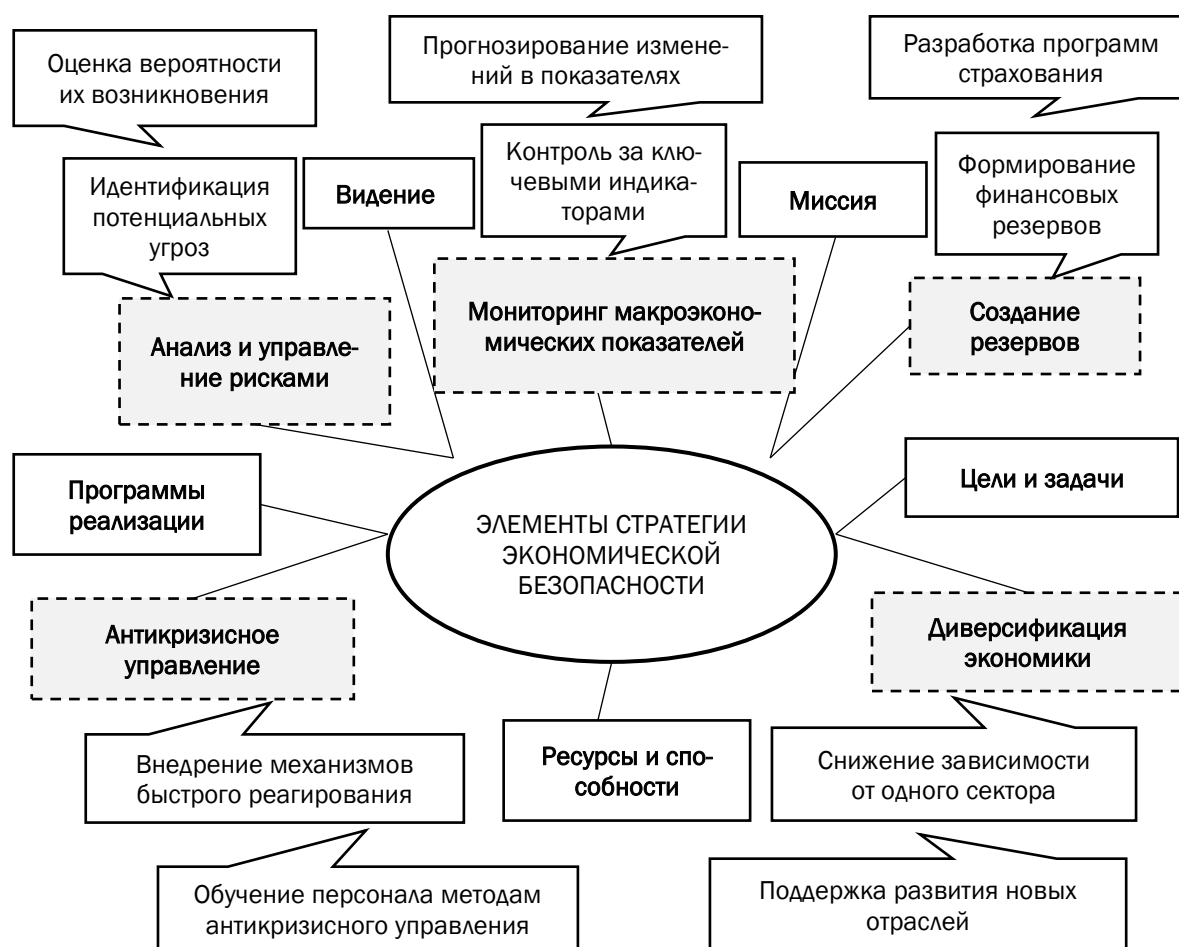 Оценка вероятности
их возникновения
Прогнозирование измене-
ний в показателях
Разработка программ
страхования
Идентификация
потенциальных
угроз
Видение
Контроль за клю-
чевыми индика-
торами
Миссия
Формирование
финансовых
резервов
Анализ и управле-
ние рисками
Мониторинг макроэконо-
мических показателей
Создание
резервов
Программы
реализации
ЭЛЕМЕНТЫ СТРАТЕГИИ
ЭКОНОМИЧЕСКОЙ
БЕЗОПАСНОСТИ
Цели и задачи
Антикризисное
управление
Диверсификация
экономики
Внедрение механизмов
быстрого реагирования
Ресурсы и спо-
собности
Снижение зависимости
от одного сектора
Обучение персонала методам
антикризисного управления
Поддержка развития новых
отраслей